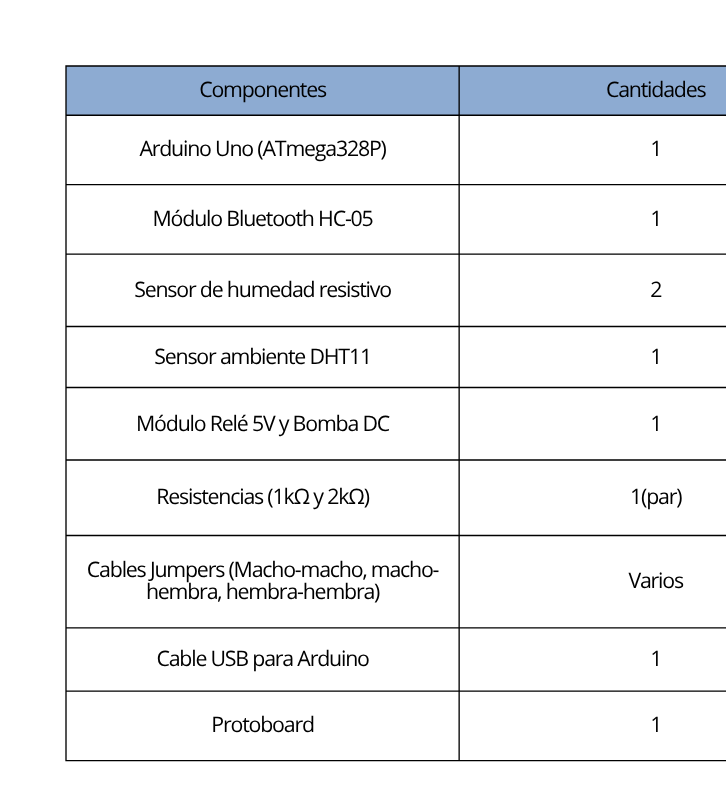 Componentes Cantidades
Arduino Uno (ATmega328P) 1
Módulo Bluetooth HC-05 1
Sensor de humedad resistivo 2
Sensor ambiente DHT11 1
Módulo Relé 5V y Bomba DC 1
Resistencias (1kΩ y 2kΩ) 1(par)
Cables Jumpers (Macho-macho, macho-
hembra, hembra-hembra) Varios
Cable USB para Arduino 1
Protoboard 1